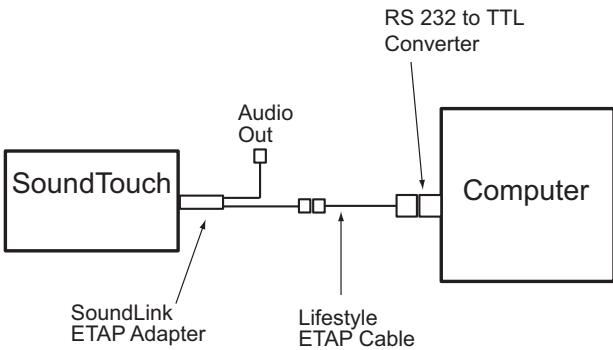 RS 232 to TTL
Converter
Audio
Out
SoundTouch
Computer
SoundLink
ETAP Adapter
Lifestyle
ETAP Cable